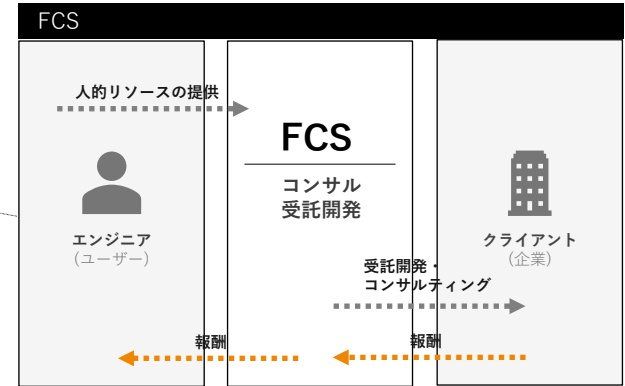 FCS
人的リソースの提供
エンジニア
(ユーザー)
FCS
コンサル
受託開発
クライアント
(企業)
受託開発・
コンサルティング
報酬
報酬